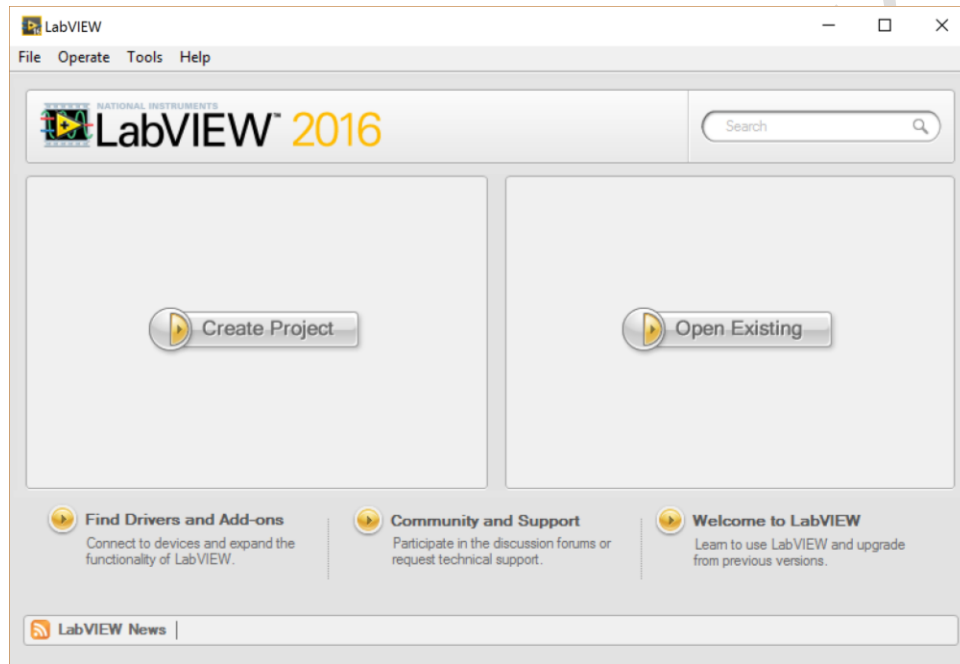 LabVIEW
File Operate Tools Help
NATIONAL INSTRUMENTS
LabVIEW™ 2016
Search
Create Project
Open Existing
Find Drivers and Add-ons
Connect to devices and expand the
functionality of LabVIEW.
Community and Support
Participate in the discussion forums or
request technical support.
Welcome to LabVIEW
Learn to use LabVIEW and upgrade
from previous versions.
LabVIEW News